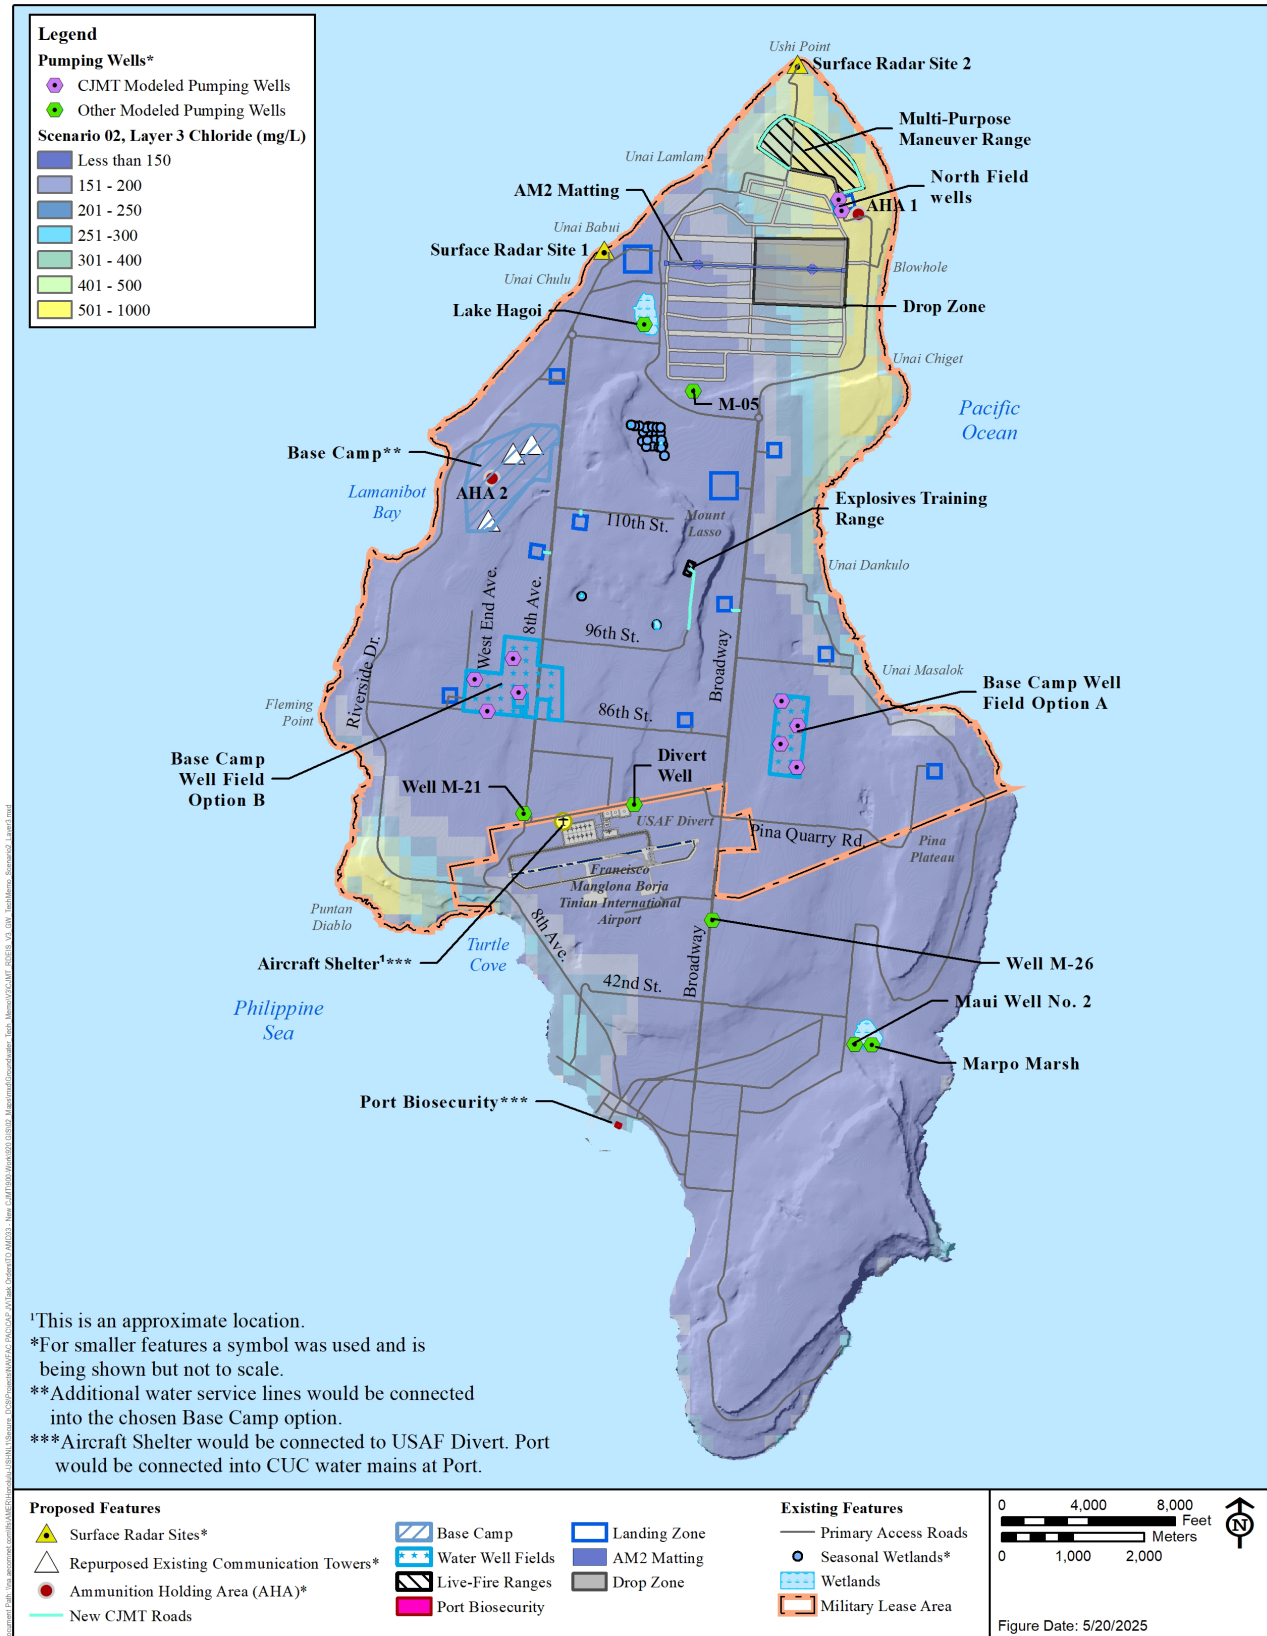 Legend
Pumping Wells*
CJMT Modeled Pumping Wells
Other Modeled Pumping Wells
Scenario 02, Layer 3 Chloride (mg/L)
Less than 150
151 - 200
201 - 250
251 -300
301 - 400
401 - 500
501 - 1000
Ushi Point
Surface Radar Site 2
Multi-Purpose
Maneuver Range
Unai Lamlam
North Field
wells
AM2 Matting
AHA 1
Unai Babui
Surface Radar Site 1
Blowhole
Unai Chulu
Drop Zone
Lake Hagoi
Unai Chiget
M-05
Pacific
Ocean
Base Camp**
AHA 2
Lamanibot
Bay
Explosives Training
Range
110th St.
Mount
Lasso
Unai Dankulo
West End Ave.
8th Ave.
96th St.
Broadway
Riverside Dr.
Unai Masalok
Base Camp Well
Field Option A
Fleming
Point
86th St.
Base Camp
Well Field
Option B
Divert
Well
Well M-21
USAF Divert
Pina Quarry Rd.
Pina
Plateau
Francisco
Manglona Borja
Tinian International
Airport
Puntan
Diablo
8th Ave.
Turtle
Cove
Aircraft Shelter¹***
Broadway
Well M-26
42nd St.
Philippine
Sea
Maui Well No. 2
Marpo Marsh
Port Biosecurity***
¹This is an approximate location.
*For smaller features a symbol was used and is
being shown but not to scale.
**Additional water service lines would be connected
into the chosen Base Camp option.
***Aircraft Shelter would be connected to USAF Divert. Port
would be connected into CUC water mains at Port.
Proposed Features
Surface Radar Sites*
Repurposed Existing Communication Towers*
Ammunition Holding Area (AHA)*
New CJMT Roads
Base Camp
Water Well Fields
Live-Fire Ranges
Port Biosecurity
Landing Zone
AM2 Matting
Drop Zone
Existing Features
Primary Access Roads
Seasonal Wetlands*
Wetlands
Military Lease Area
0 4,000 8,000
Feet
Meters
0 1,000 2,000
N
Figure Date: 5/20/2025